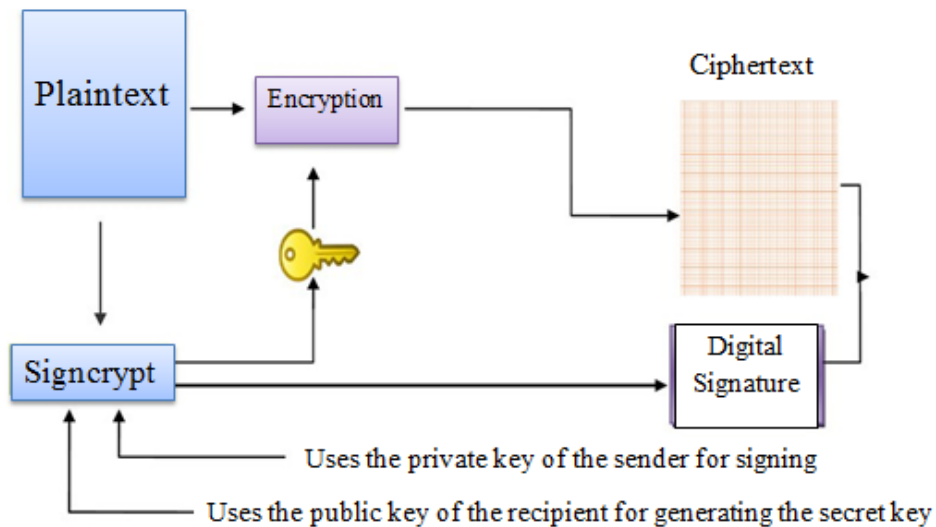 Plaintext
Encryption
Ciphertext
Signcrypt
Digital
Signature
Uses the private key of the sender for signing
Uses the public key of the recipient for generating the secret key